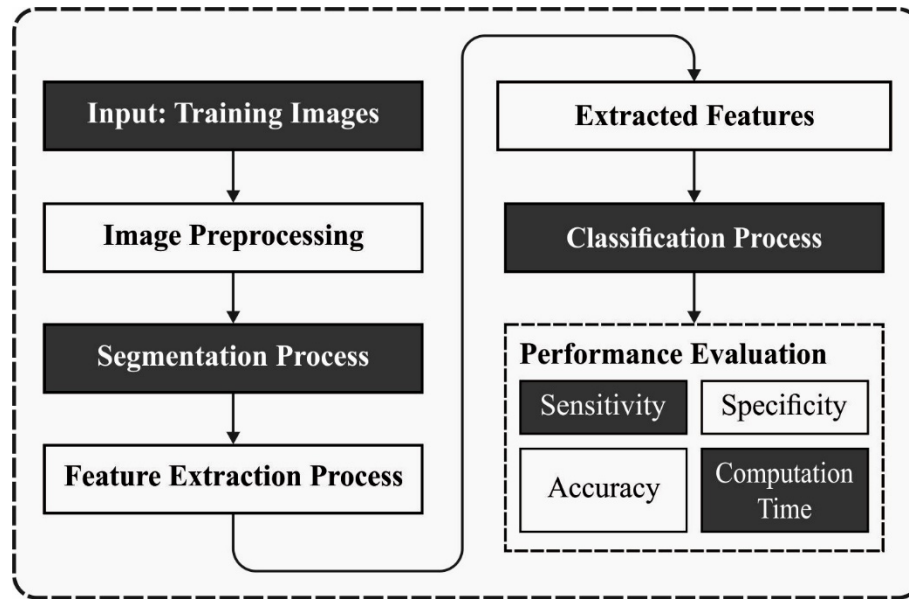 Input: Training Images
Image Preprocessing
Segmentation Process
Feature Extraction Process
Extracted Features
Classification Process
Performance Evaluation
Sensitivity
Specificity
Accuracy
Computation
Time